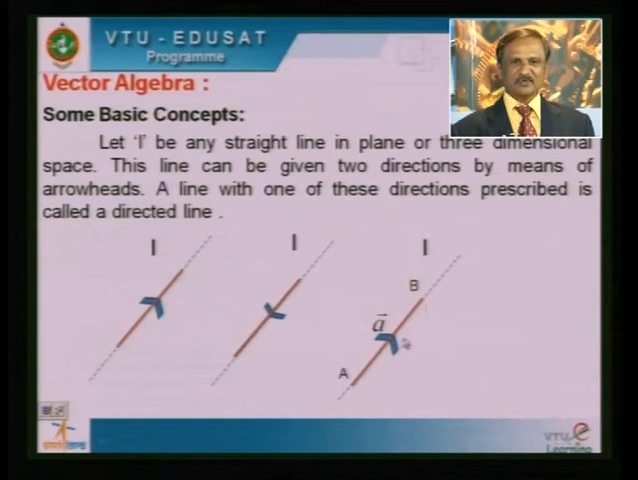 VTU - EDUSAT
Programme
Vector Algebra :
Some Basic Concepts:
Let 'l' be any straight line in plane or three dimensional
space. This line can be given two directions by means of
arrowheads. A line with one of these directions prescribed is
called a directed line .
l l l
B
a
A
VTU e
Learning